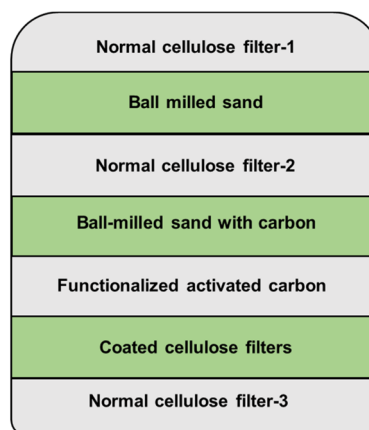 Normal cellulose filter-1
Ball milled sand
Normal cellulose filter-2
Ball-milled sand with carbon
Functionalized activated carbon
Coated cellulose filters
Normal cellulose filter-3